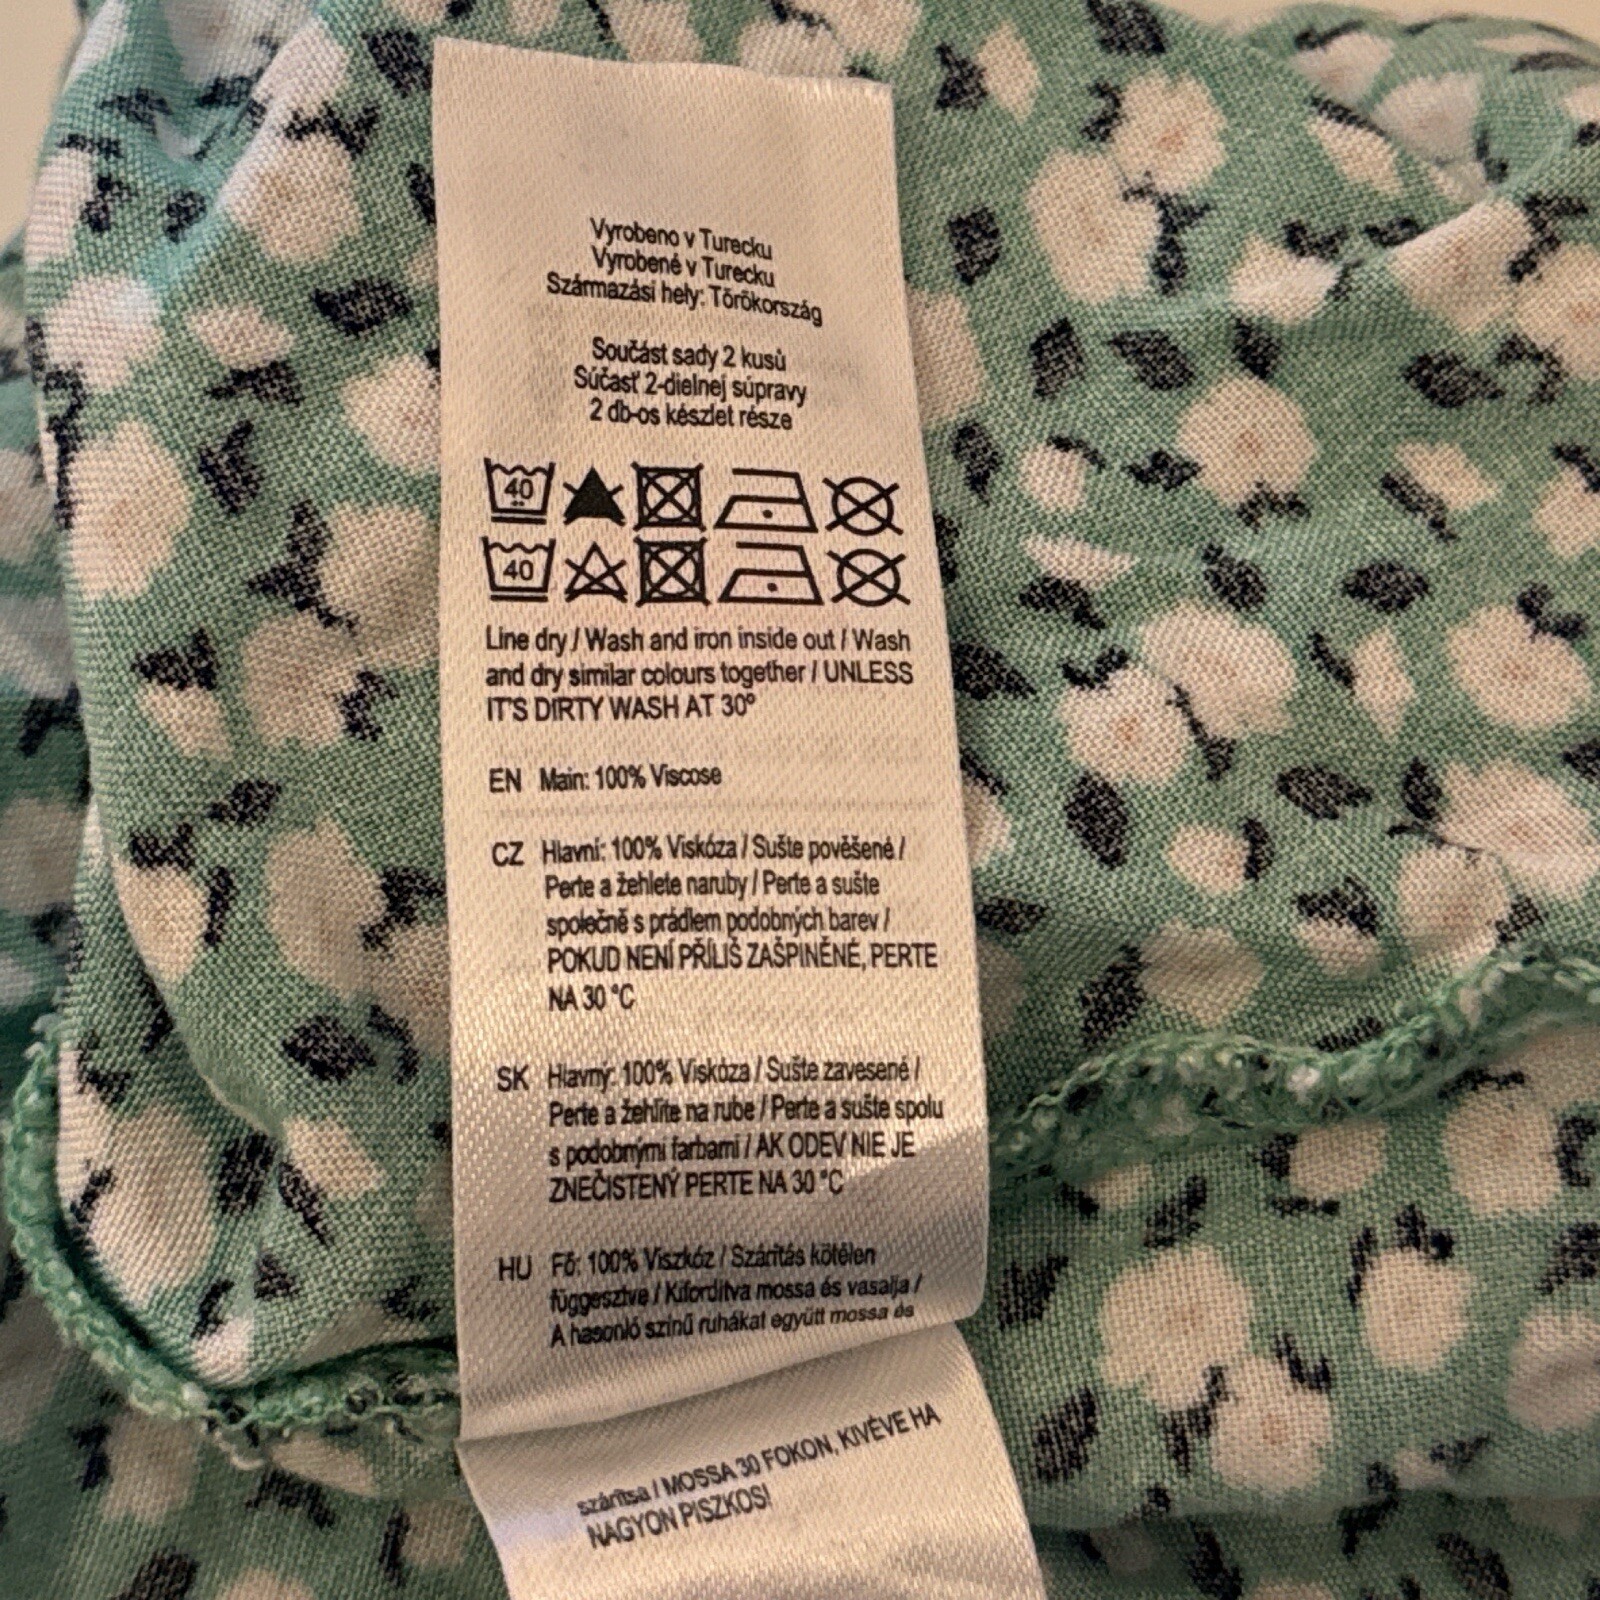 Vyrobeno v Turecku
Vyrobené v Turecku
Származási hely: Törökország
Součást sady 2 kusů
Súčasť 2-dielnej súpravy
2 db-os készlet része
40
40
Line dry / Wash and iron inside out / Wash
and dry similar colours together / UNLESS
IT'S DIRTY WASH AT 30°
EN Main: 100% Viscose
CZ Hlavní: 100% Viskóza / Sušte pověšené /
Perte a žehlete naruby / Perte a sušte
společně s prádlem podobných barev /
POKUD NENÍ PŘÍLIŠ ZAŠPINĚNÉ, PERTE
NA 30 °C
SK Hlavný: 100% Viskóza / Sušte zavesené /
Perte a žehlite na rube / Perte a sušte spolu
s podobnými farbami / AK ODEV NIE JE
ZNEČISTENÝ PERTE NA 30 °C
HU Fő: 100% Viszkóz / Szárítás kötélen
függesztve / Kifordítva mossa és vasalja /
A hasonló színű ruhákat együtt mossa és
szárítsa / MOSSA 30 FOKON, KIVÉVE HA
NAGYON PISZKOS!